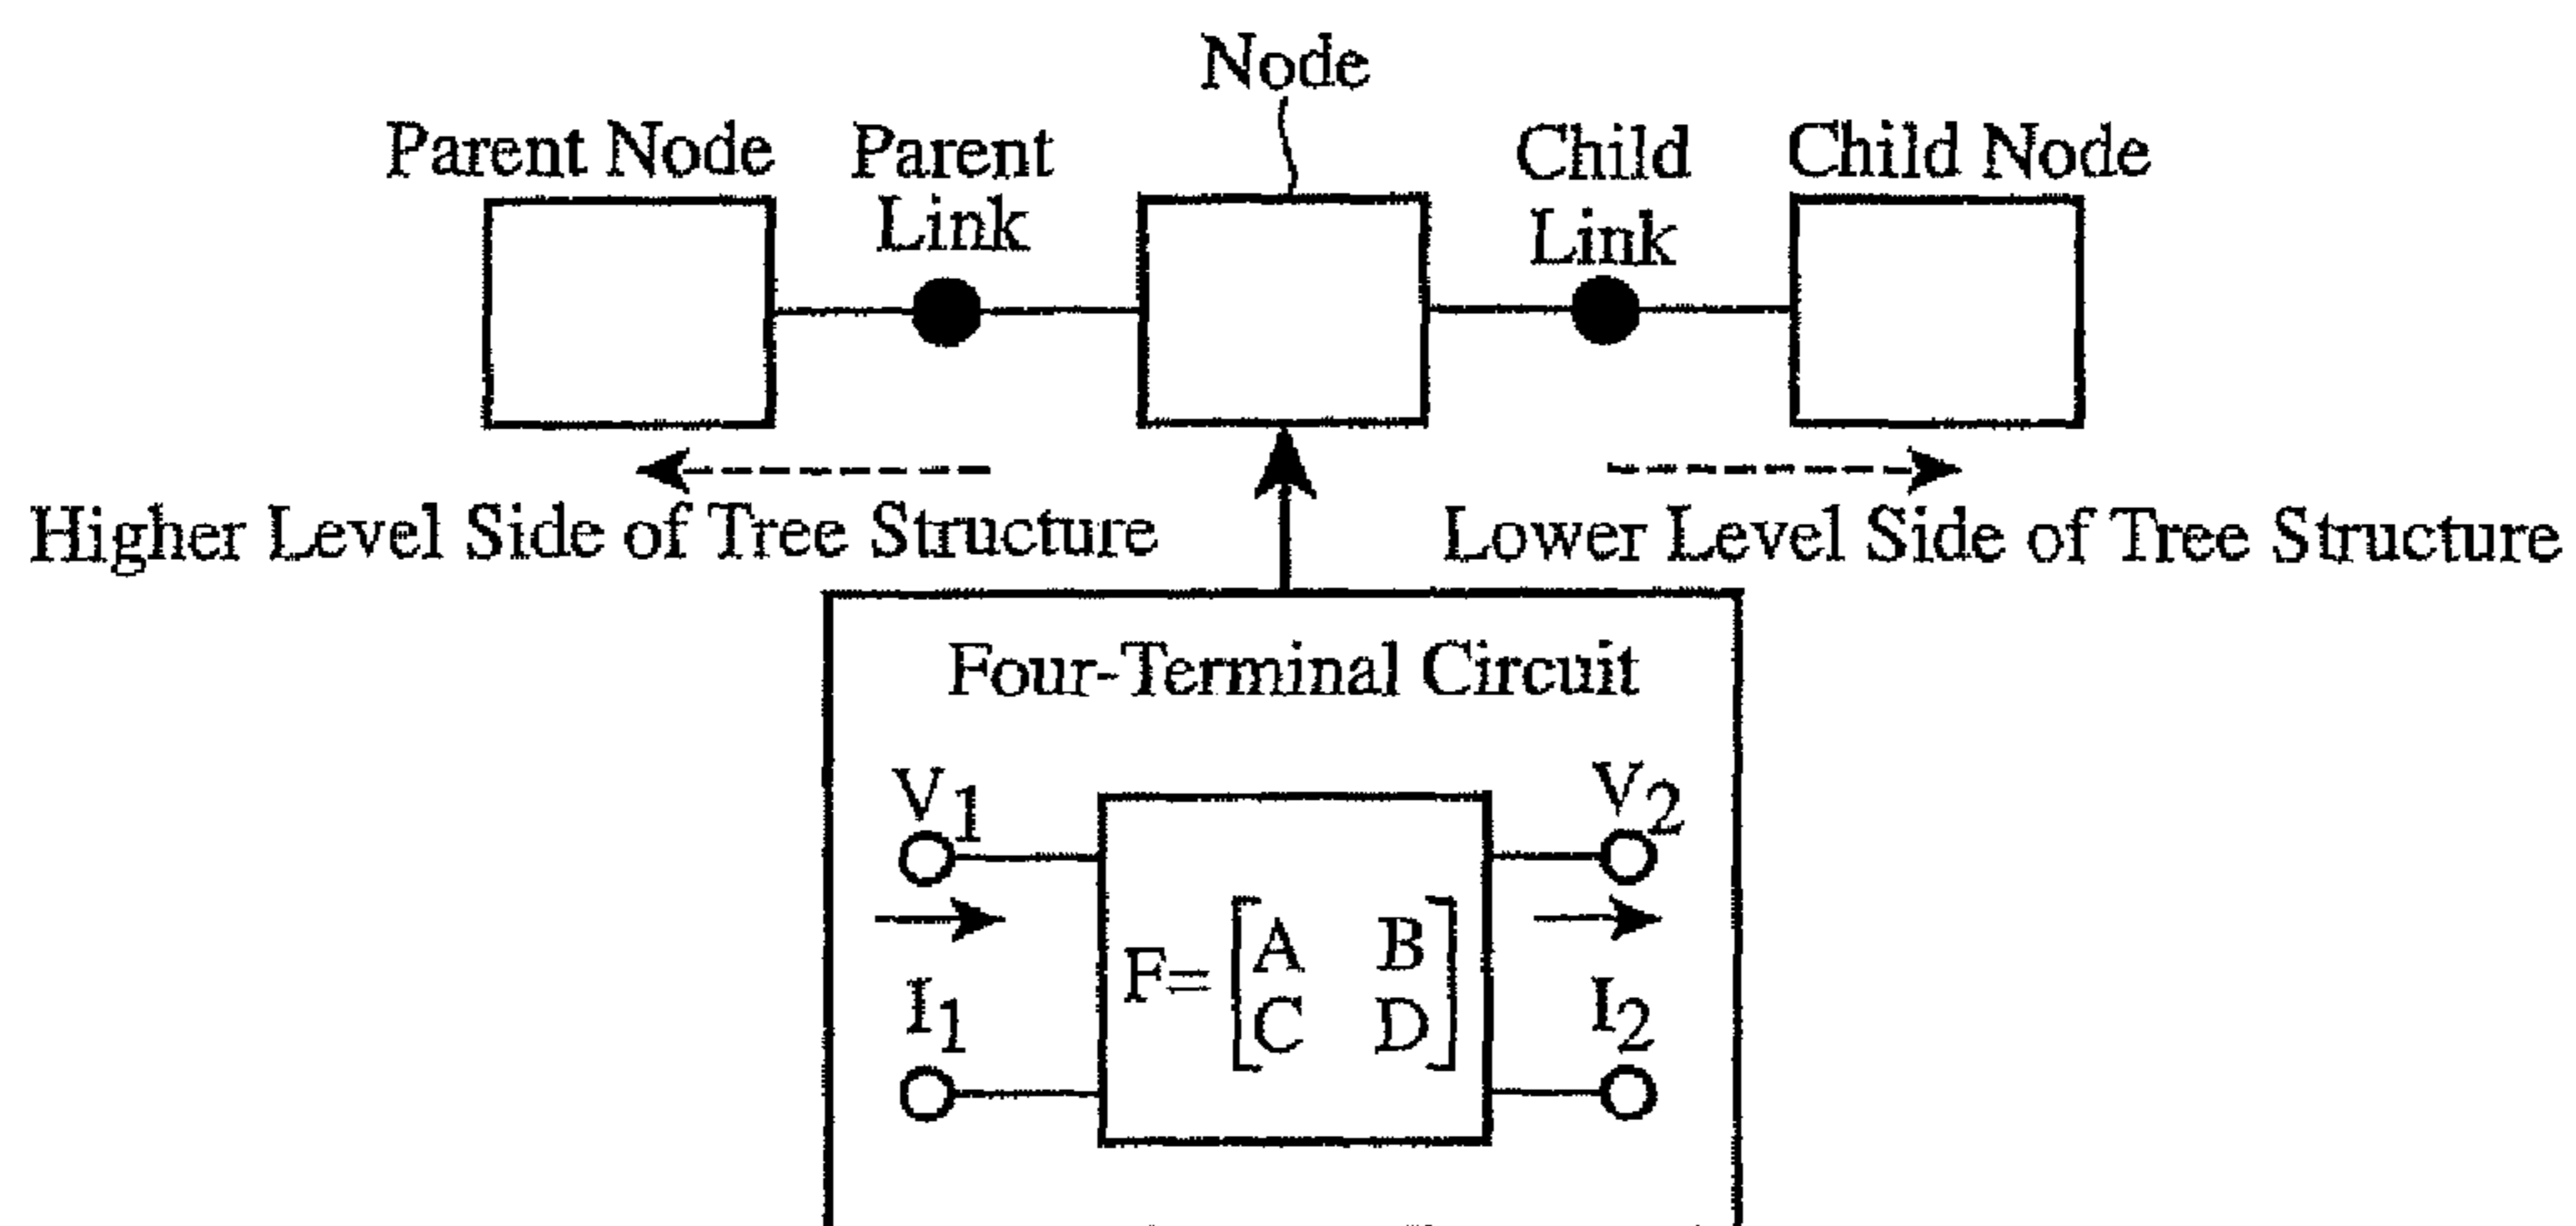 Node
Parent Node
Parent
Link
Child
Link
Child Node
Higher Level Side of Tree Structure
Lower Level Side of Tree Structure
Four-Terminal Circuit
V1
V2
F= [A B
C D]
I1
I2